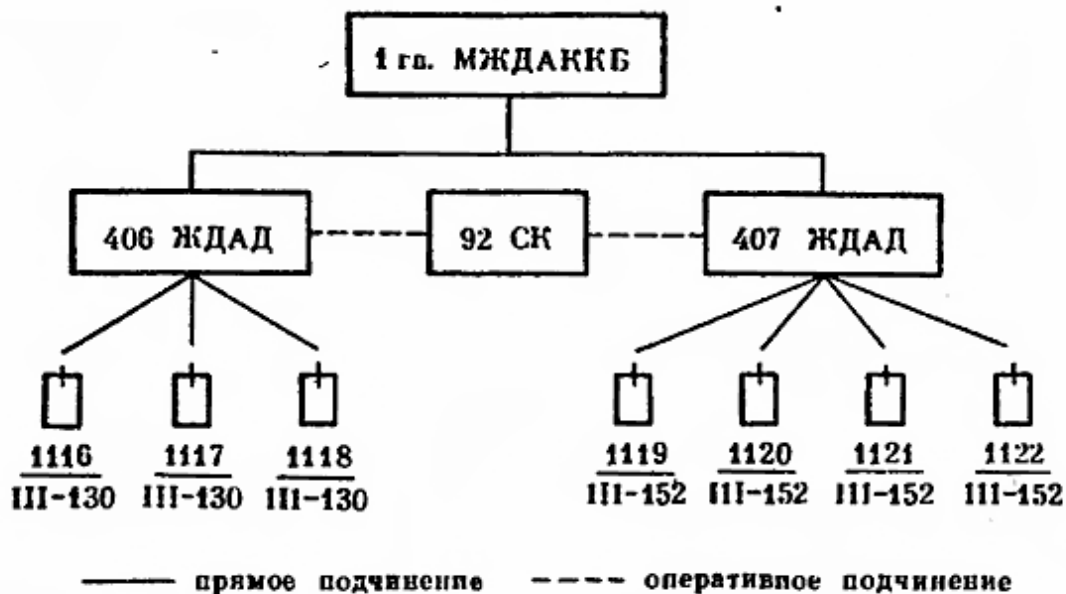 1 гв. МЖДАККБ
406 ЖДАД 92 СК 407 ЖДАД
1116 1117 1118 1119 1120 1121 1122
III-130 III-130 III-130 III-152 III-152 III-152 III-152
прямое подчинение оперативное подчинение